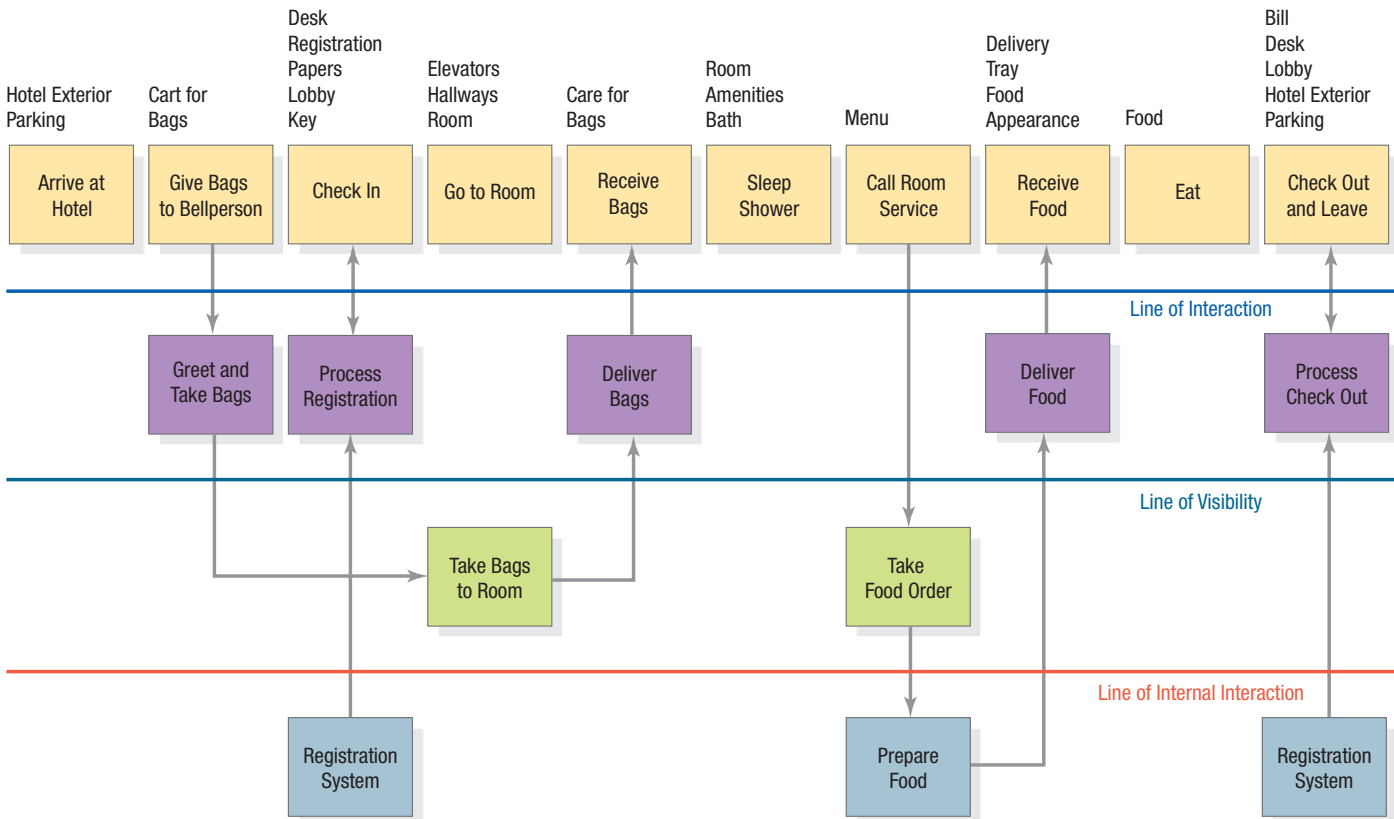 Hotel Exterior
Parking
Cart for
Bags
Desk
Registration
Papers
Lobby
Key
Elevators
Hallways
Room
Care for
Bags
Room
Amenities
Bath
Menu
Delivery
Tray
Food
Appearance
Food
Bill
Desk
Lobby
Hotel Exterior
Parking
Arrive at
Hotel
Give Bags
to Bellperson
Check In
Go to Room
Receive
Bags
Sleep
Shower
Call Room
Service
Receive
Food
Eat
Check Out
and Leave
Line of Interaction
Greet and
Take Bags
Process
Registration
Deliver
Bags
Deliver
Food
Process
Check Out
Line of Visibility
Take Bags
to Room
Take
Food Order
Line of Internal Interaction
Registration
System
Prepare
Food
Registration
System